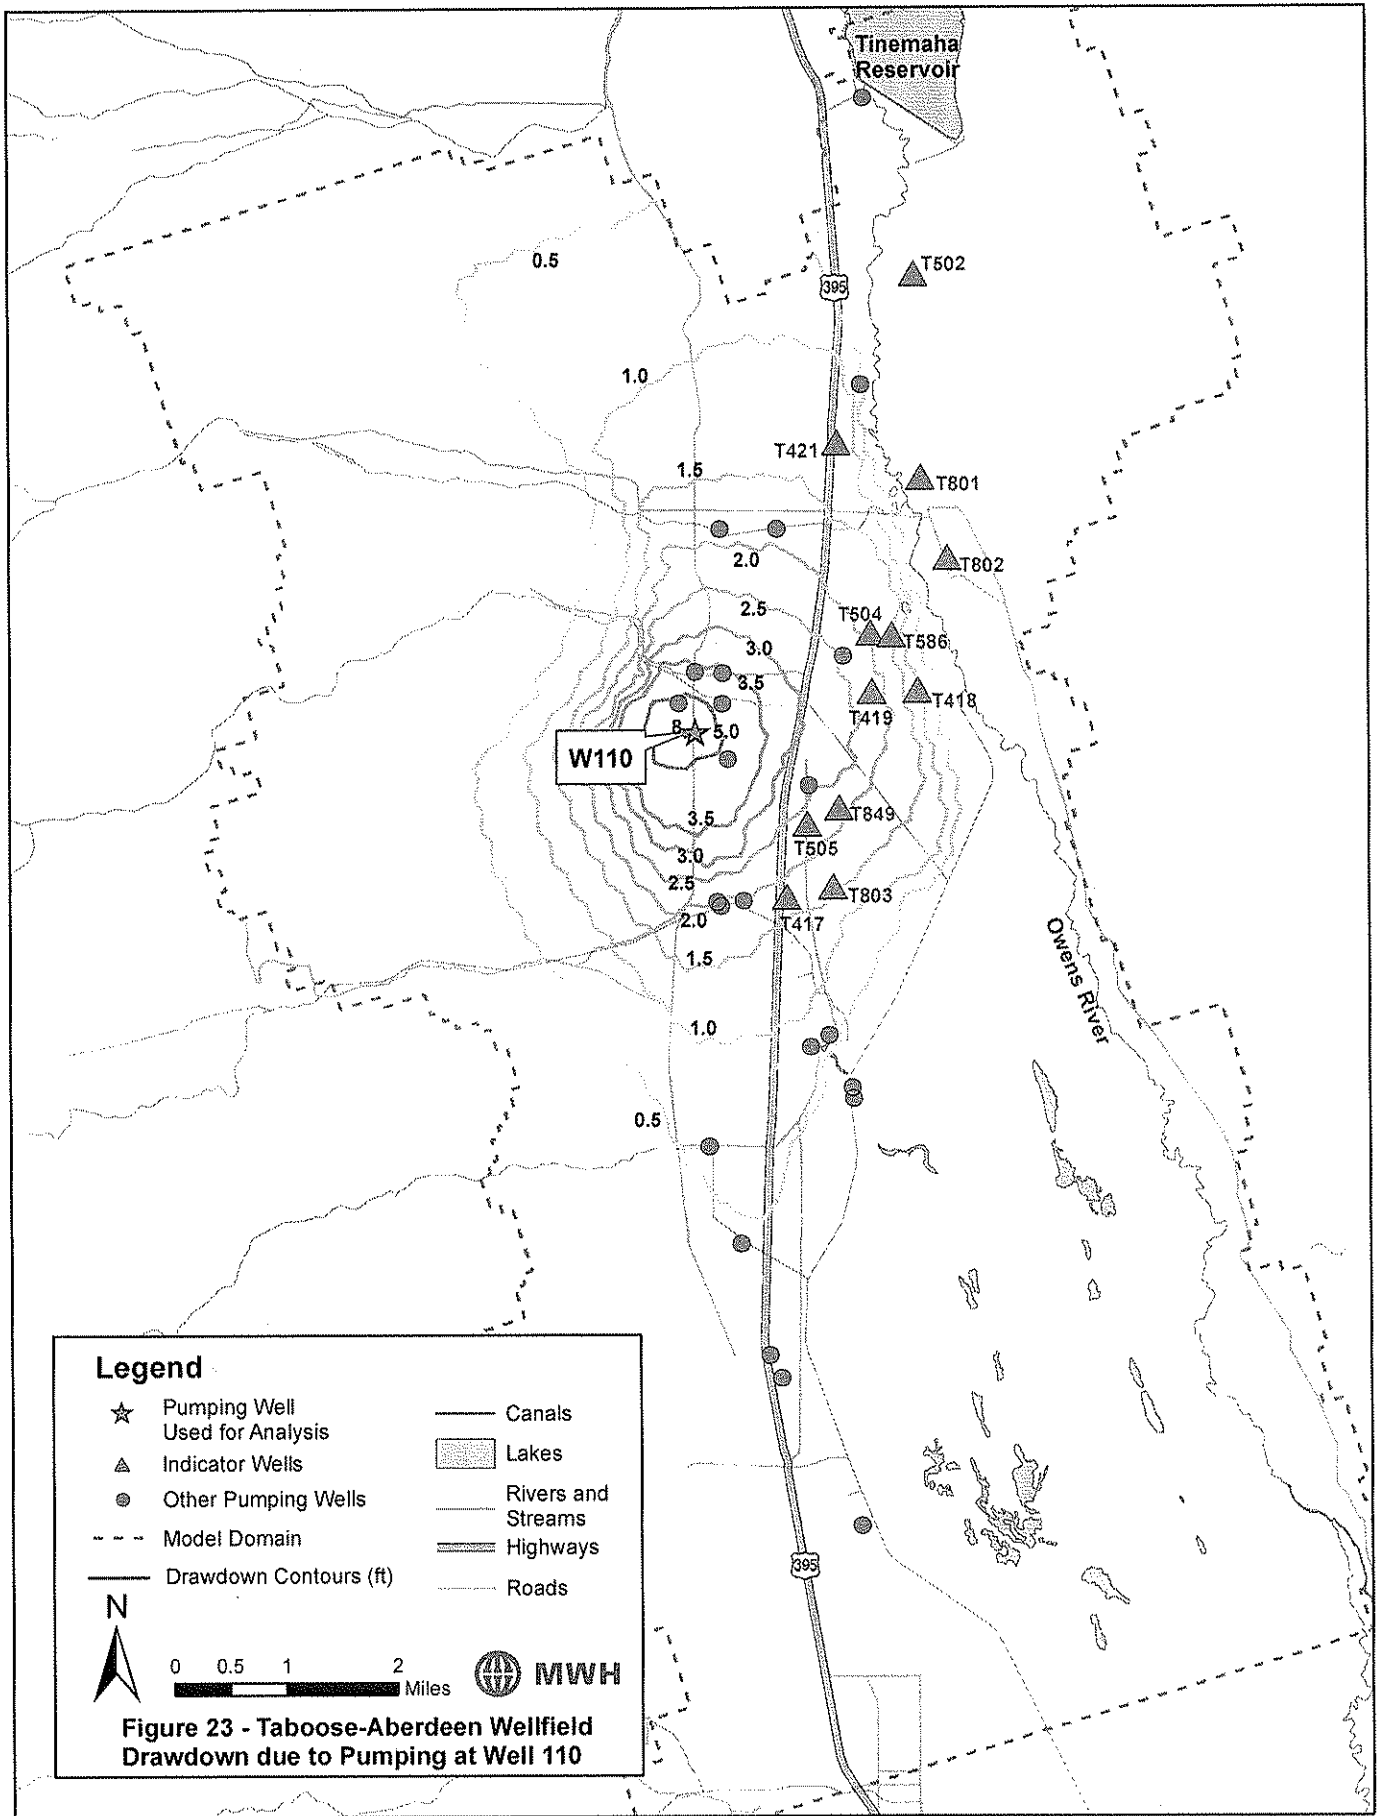 Tinemaha
Reservoir
T502
0.5
395
1.0
T421
1.5
T801
2.0
T802
2.5
T504
T586
3.0
3.5
T419
T418
8.
5.0
W110
3.5
T849
T505
3.0
2.5
T803
2.0
T417
1.5
Owens River
1.0
0.5
395
Legend
Pumping Well
Used for Analysis
Indicator Wells
Other Pumping Wells
Model Domain
Drawdown Contours (ft)
Canals
Lakes
Rivers and
Streams
Highways
Roads
N
0 0.5 1 2
Miles
MWH
Figure 23 - Taboose-Aberdeen Wellfield
Drawdown due to Pumping at Well 110